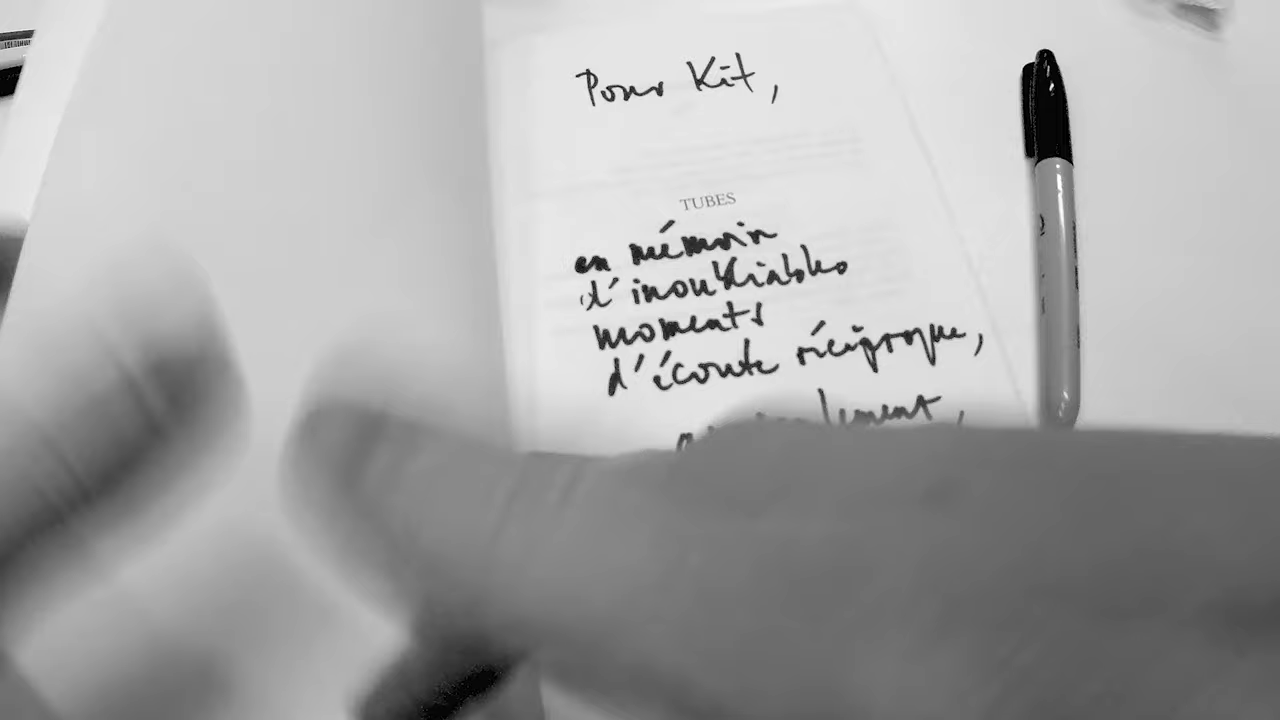 Pour Kit,
TUBES
en mémoire
d'inoubliables
moments
d'écoute réciproque,